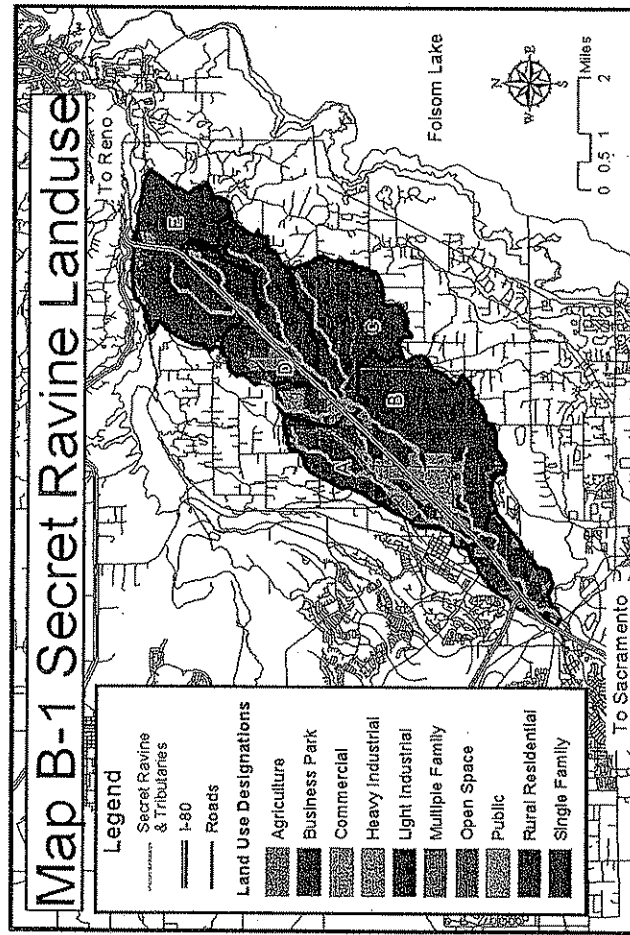 Map B-1 Secret Ravine Landuse
Legend
Secret Ravine
& Tributaries
I-80
Roads
Land Use Designations
Agriculture
Business Park
Commercial
Heavy Industrial
Light Industrial
Multiple Family
Open Space
Public
Rural Residential
Single Family
To Reno
E
D
C
A
B
Folsom Lake
N
W
E
S
0 0.5 1 2
Miles
To Sacramento